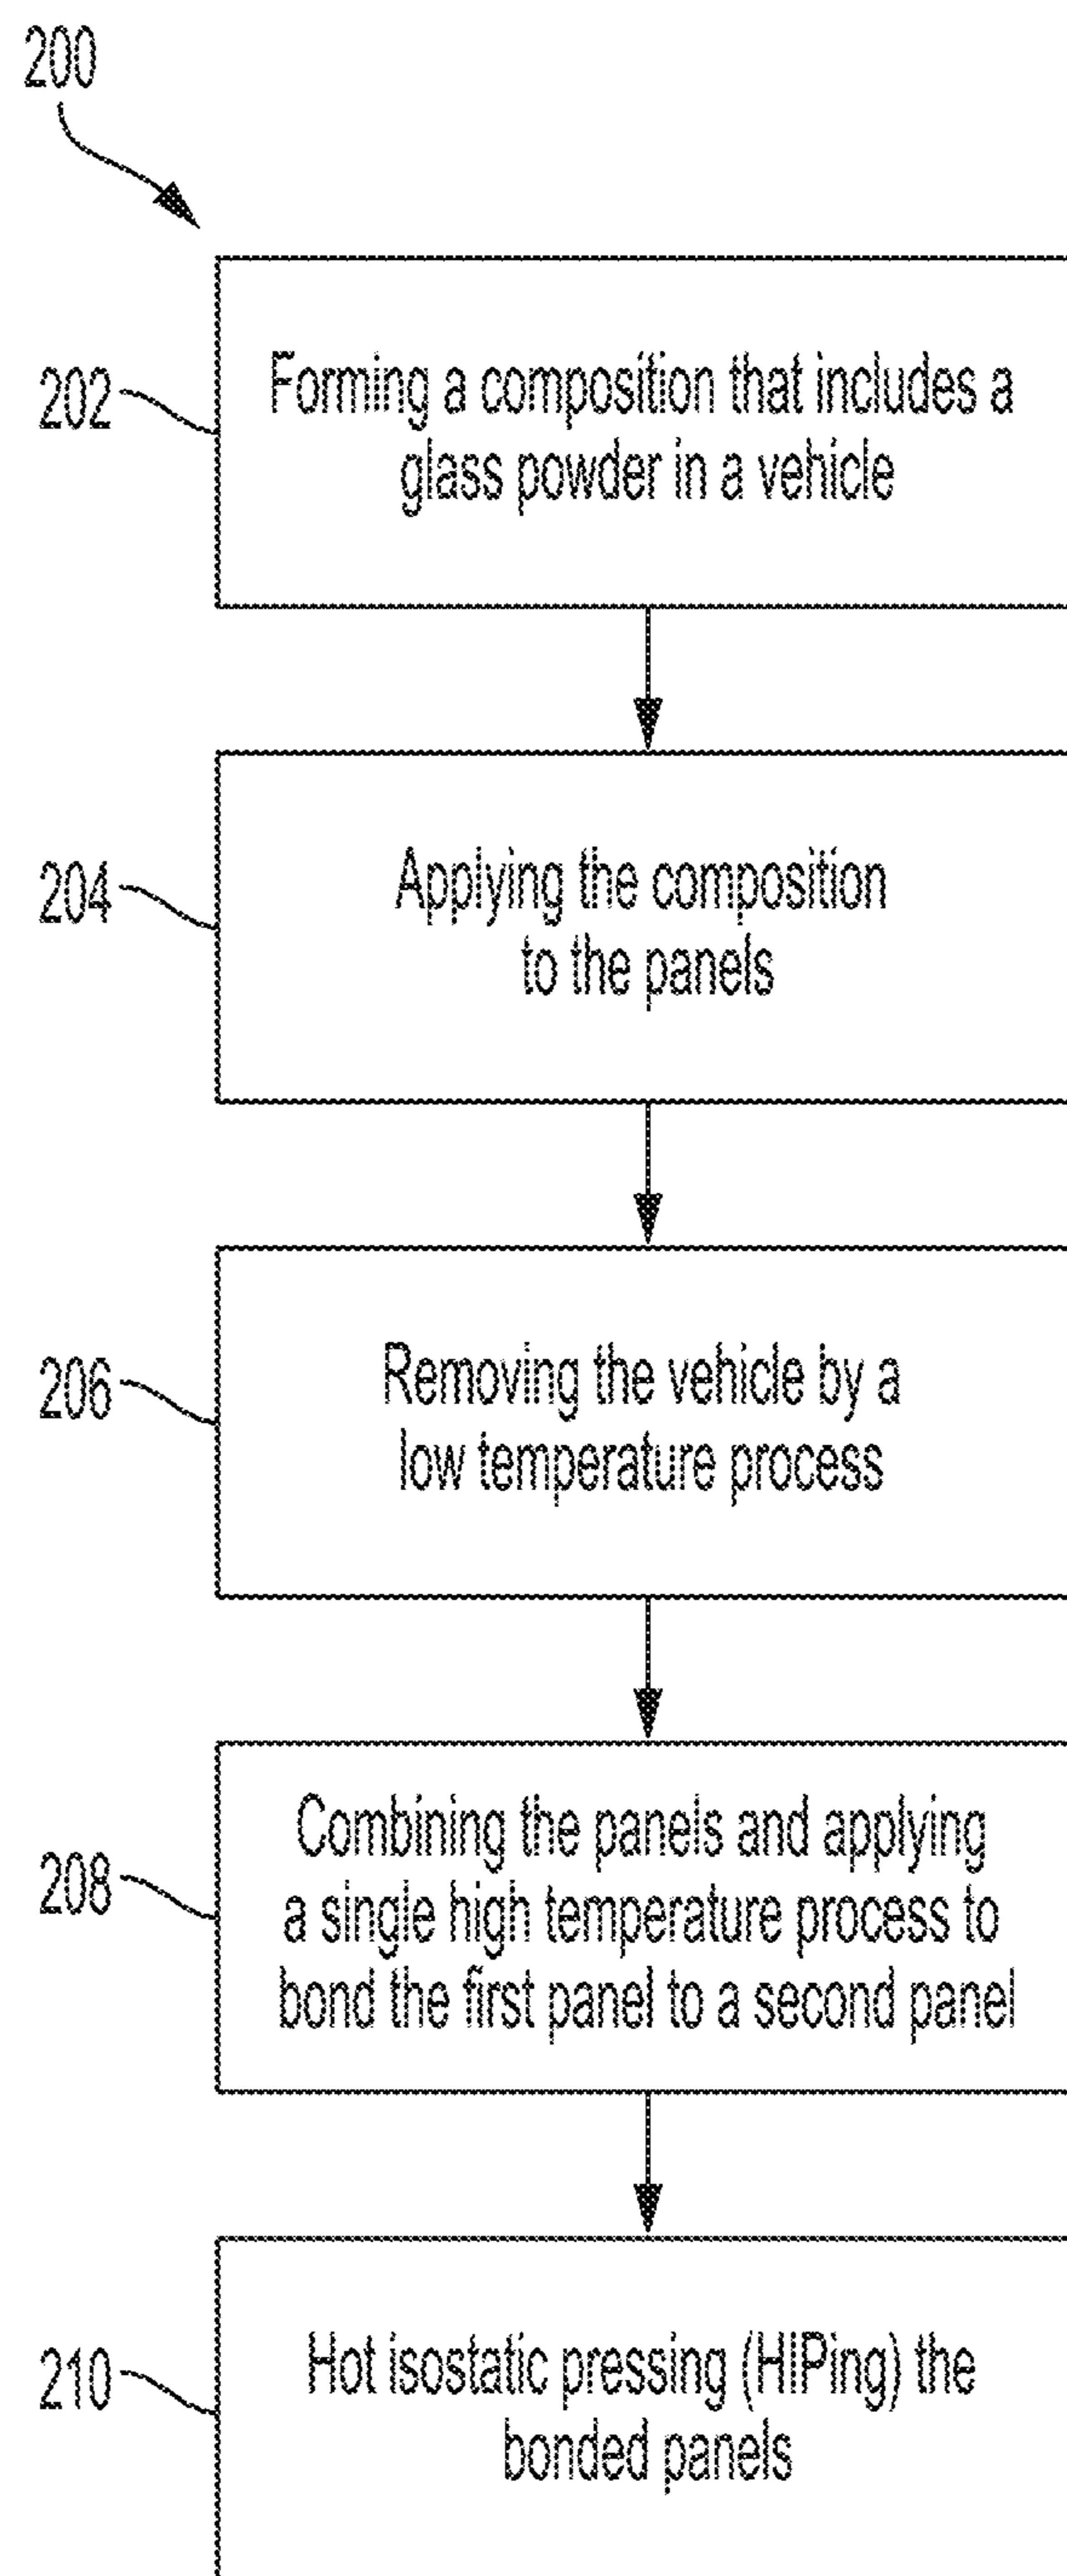 200
202
Forming a composition that includes a
glass powder in a vehicle
204
Applying the composition
to the panels
206
Removing the vehicle by a
low temperature process
208
Combining the panels and applying
a single high temperature process to
bond the first panel to a second panel
210
Hot isostatic pressing (HIPing) the
bonded panels